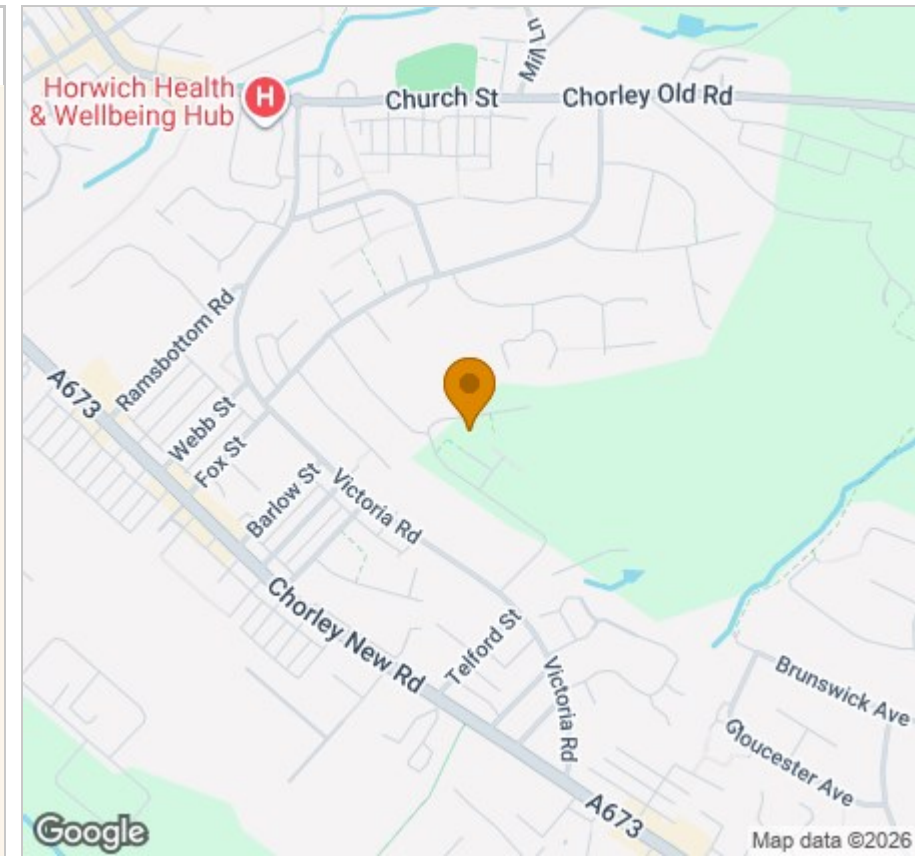 Horwich Health
& Wellbeing Hub
H
Church St
Mill Ln
Chorley Old Rd
Ramsbottom Rd
A673
Webb St
Fox St
Barlow St
Victoria Rd
Chorley New Rd
Telford St
Victoria Rd
Brunswick Ave
Gloucester Ave
A673
Google
Map data ©2026